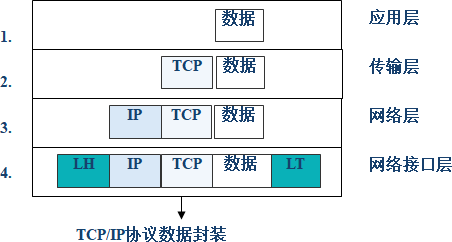 1. 数据 应用层
2. TCP 数据 传输层
3. IP TCP 数据 网络层
4. LH IP TCP 数据 LT 网络接口层
TCP/IP协议数据封装